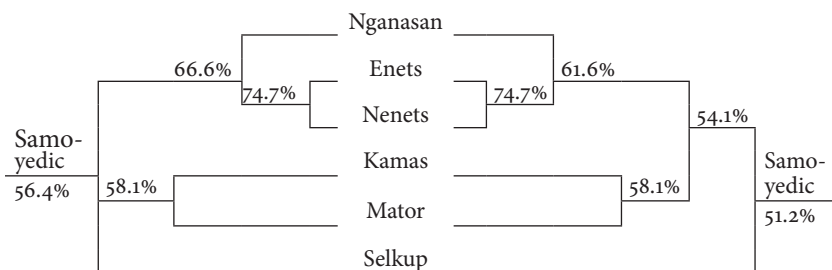 Nganasan
66.6%
Enets
61.6%
74.7%
74.7%
Nenets
54.1%
Samo-
yedic
56.4%
Kamas
58.1%
58.1%
Samo-
yedic
51.2%
Mator
Selkup